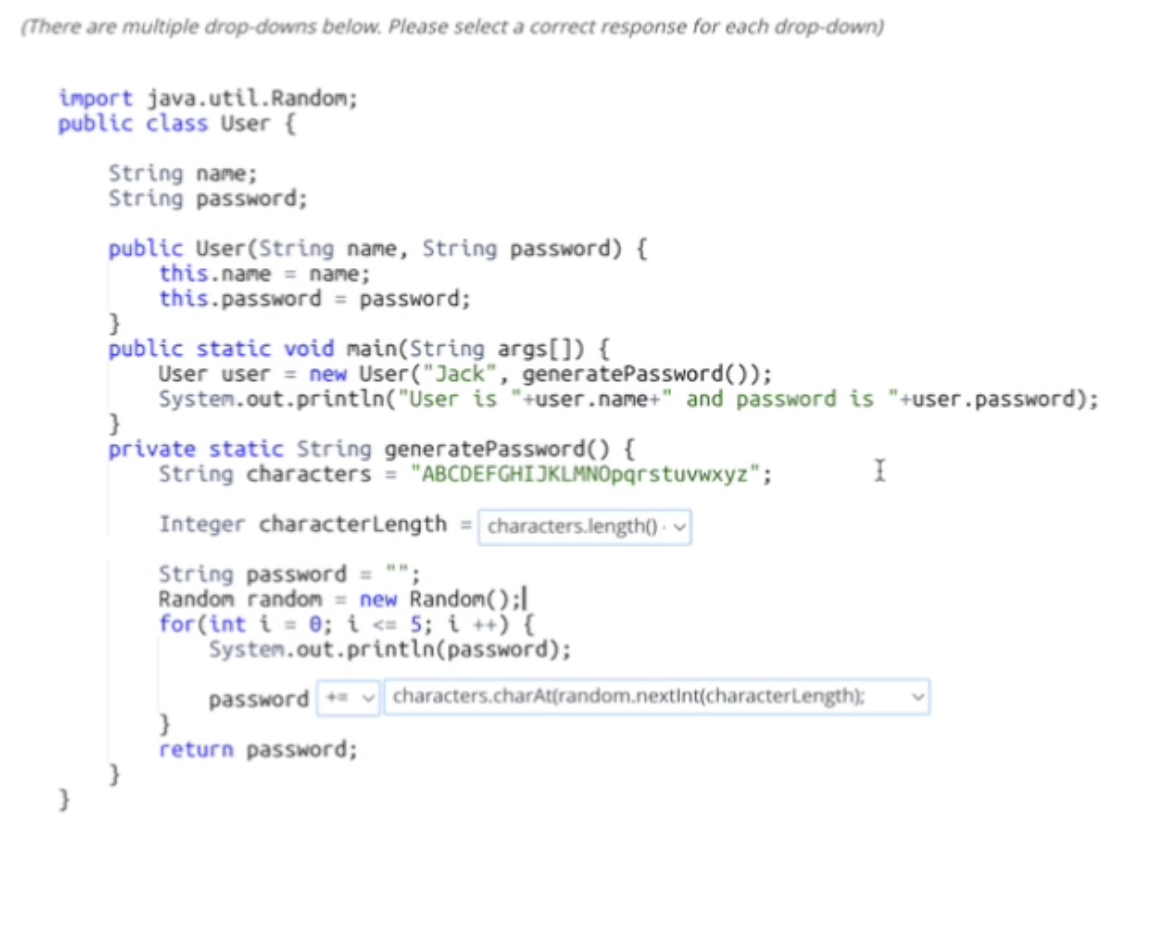 (There are multiple drop-downs below. Please select a correct response for each drop-down)
import java.util.Random;
public class User {
String name;
String password;
public User(String name, String password) {
this.name = name;
this.password = password;
}
public static void main(String args[]) {
User user = new User("Jack", generatePassword());
System.out.println("User is "+user.name+" and password is "+user.password);
}
private static String generatePassword() {
String characters = "ABCDEFGHIJKLMNOpqrstuvwxyz";
Integer characterLength = characters.length() ·
String password = "";
Random random = new Random();
for(int i = 0; i <= 5; i ++) {
System.out.println(password);
password += characters.charAt(random.nextInt(characterLength);
}
return password;
}
}